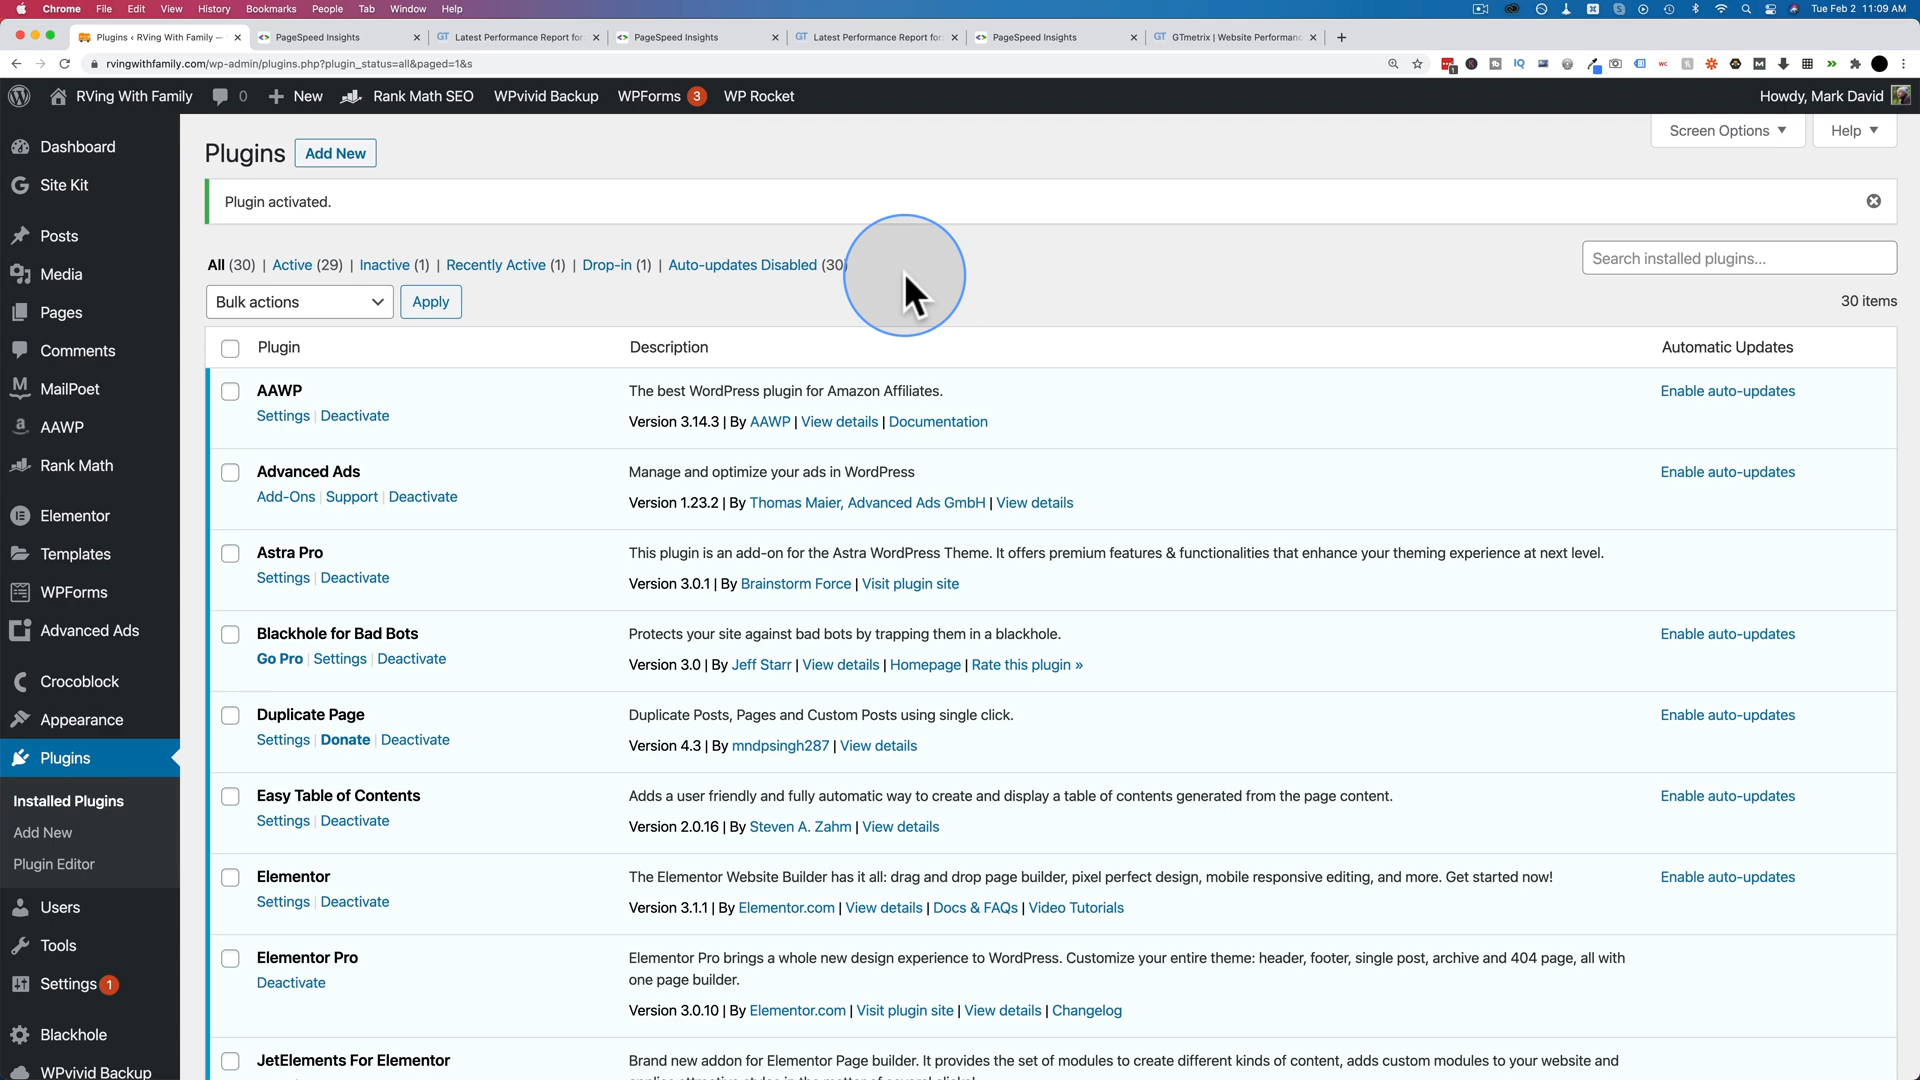 Chrome File Edit View History Bookmarks People Tab Window Help Tue Feb 2 11:09 AM
Plugins ‹ RVing With Family — PageSpeed Insights GT Latest Performance Report for: PageSpeed Insights GT Latest Performance Report for: PageSpeed Insights GT GTmetrix | Website Performanc
rvingwithfamily.com/wp-admin/plugins.php?plugin_status=all&paged=1&s
RVing With Family 0 New Rank Math SEO WPvivid Backup WPForms 3 WP Rocket Howdy, Mark David
Screen Options Help
Dashboard
Site Kit
Posts
Media
Pages
Comments
MailPoet
AAWP
Rank Math
Elementor
Templates
WPForms
Advanced Ads
Crocoblock
Appearance
Plugins
Installed Plugins
Add New
Plugin Editor
Users
Tools
Settings 1
Blackhole
WPvivid Backup
Plugins Add New
Plugin activated.
All (30) | Active (29) | Inactive (1) | Recently Active (1) | Drop-in (1) | Auto-updates Disabled (30)
Search installed plugins...
Bulk actions Apply
30 items
Plugin Description Automatic Updates
AAWP The best WordPress plugin for Amazon Affiliates. Enable auto-updates
Settings | Deactivate
Version 3.14.3 | By AAWP | View details | Documentation
Advanced Ads Manage and optimize your ads in WordPress Enable auto-updates
Add-Ons | Support | Deactivate
Version 1.23.2 | By Thomas Maier, Advanced Ads GmbH | View details
Astra Pro This plugin is an add-on for the Astra WordPress Theme. It offers premium features & functionalities that enhance your theming experience at next level.
Settings | Deactivate
Version 3.0.1 | By Brainstorm Force | Visit plugin site
Blackhole for Bad Bots Protects your site against bad bots by trapping them in a blackhole. Enable auto-updates
Go Pro | Settings | Deactivate
Version 3.0 | By Jeff Starr | View details | Homepage | Rate this plugin »
Duplicate Page Duplicate Posts, Pages and Custom Posts using single click. Enable auto-updates
Settings | Donate | Deactivate
Version 4.3 | By mndpsingh287 | View details
Easy Table of Contents Adds a user friendly and fully automatic way to create and display a table of contents generated from the page content. Enable auto-updates
Settings | Deactivate
Version 2.0.16 | By Steven A. Zahm | View details
Elementor The Elementor Website Builder has it all: drag and drop page builder, pixel perfect design, mobile responsive editing, and more. Get started now! Enable auto-updates
Settings | Deactivate
Version 3.1.1 | By Elementor.com | View details | Docs & FAQs | Video Tutorials
Elementor Pro Elementor Pro brings a whole new design experience to WordPress. Customize your entire theme: header, footer, single post, archive and 404 page, all with
Deactivate one page builder.
Version 3.0.10 | By Elementor.com | Visit plugin site | View details | Changelog
JetElements For Elementor Brand new addon for Elementor Page builder. It provides the set of modules to create different kinds of content, adds custom modules to your website and